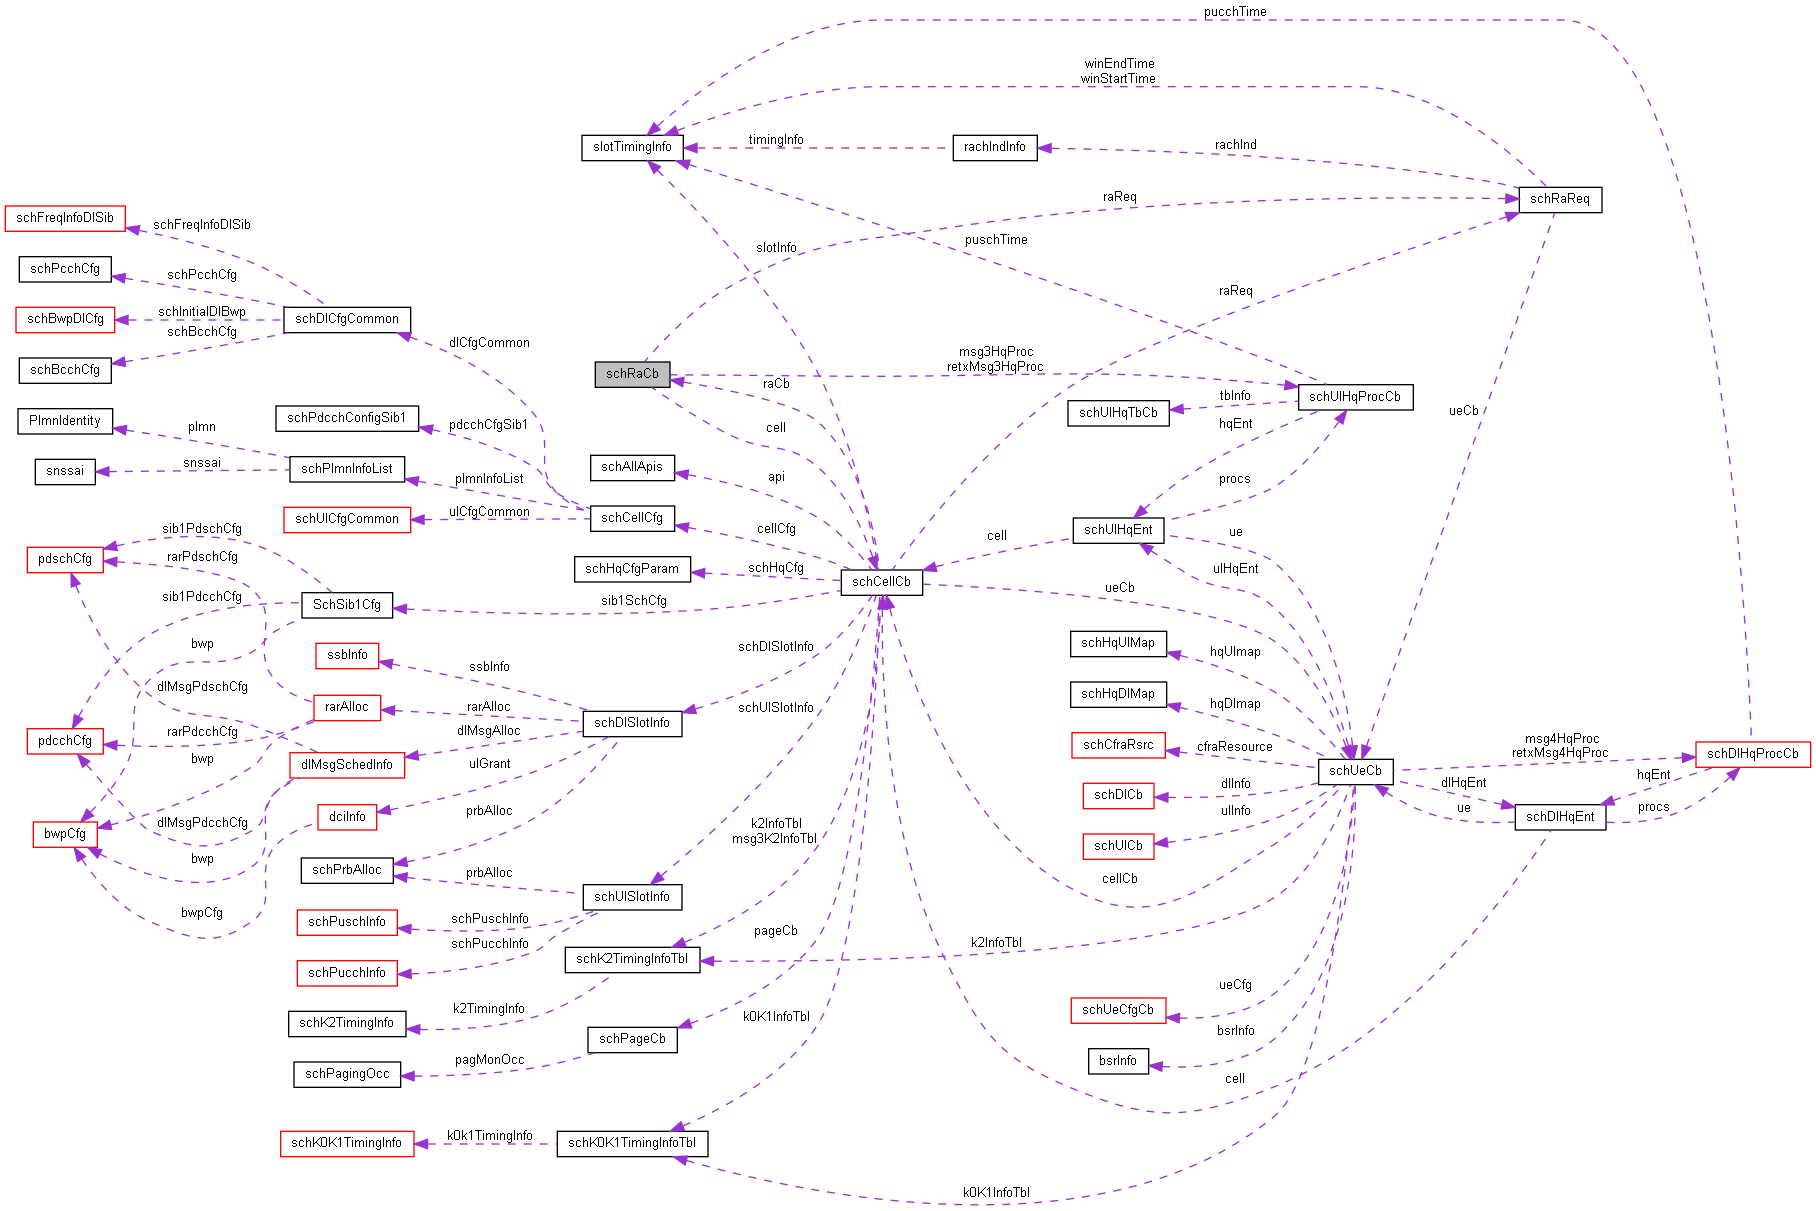 pucchTime
winEndTime
winStartTime
slotTimingInfo
timingInfo
rachIndInfo
rachInd
schRaReq
raReq
schFreqInfoDlSib
schFreqInfoDlSib
slotInfo
puschTime
schPcchCfg
schPcchCfg
raReq
schBwpDlCfg
schInitialDlBwp
schBcchCfg
schDlCfgCommon
dlCfgCommon
schBcchCfg
schRaCb
raCb
msg3HqProc
retxMsg3HqProc
schUlHqProcCb
tbInfo
schUlHqTbCb
hqEnt
ueCb
PlmnIdentity
plmn
schPdcchConfigSib1
pdcchCfgSib1
cell
snssai
snssai
schPlmnInfoList
plmnInfoList
schAllApis
api
procs
schUlCfgCommon
ulCfgCommon
schCellCfg
cellCfg
schUlHqEnt
cell
ue
sib1PdschCfg
pdschCfg
rarPdschCfg
schHqCfgParam
schHqCfg
schCellCb
ulHqEnt
ueCb
sib1PdcchCfg
SchSib1Cfg
sib1SchCfg
bwp
ssbInfo
ssbInfo
schDlSlotInfo
schHqUlMap
hqUlmap
dlMsgPdschCfg
rarAlloc
rarAlloc
schDlSlotInfo
schUlSlotInfo
schHqDlMap
hqDlmap
pdcchCfg
rarPdcchCfg
bwp
dlMsgSchedInfo
dlMsgAlloc
ulGrant
schCfraRsrc
cfraResource
schUeCb
msg4HqProc
retxMsg4HqProc
schDlHqProcCb
hqEnt
dlHqEnt
ue
schDlHqEnt
procs
schDlCb
dlInfo
dciInfo
prbAlloc
ulInfo
bwpCfg
dlMsgPdcchCfg
k2InfoTbl
msg3K2InfoTbl
schUlCb
bwp
schPrbAlloc
prbAlloc
cellCb
bwpCfg
schUlSlotInfo
schPuschInfo
schPuschInfo
schPucchInfo
pageCb
k2InfoTbl
schPucchInfo
schK2TimingInfoTbl
ueCfg
schUeCfgCb
k2TimingInfo
schK2TimingInfo
k0K1InfoTbl
schPageCb
bsrInfo
bsrInfo
pagMonOcc
schPagingOcc
cell
schK0K1TimingInfo
k0k1TimingInfo
schK0K1TimingInfoTbl
k0K1InfoTbl